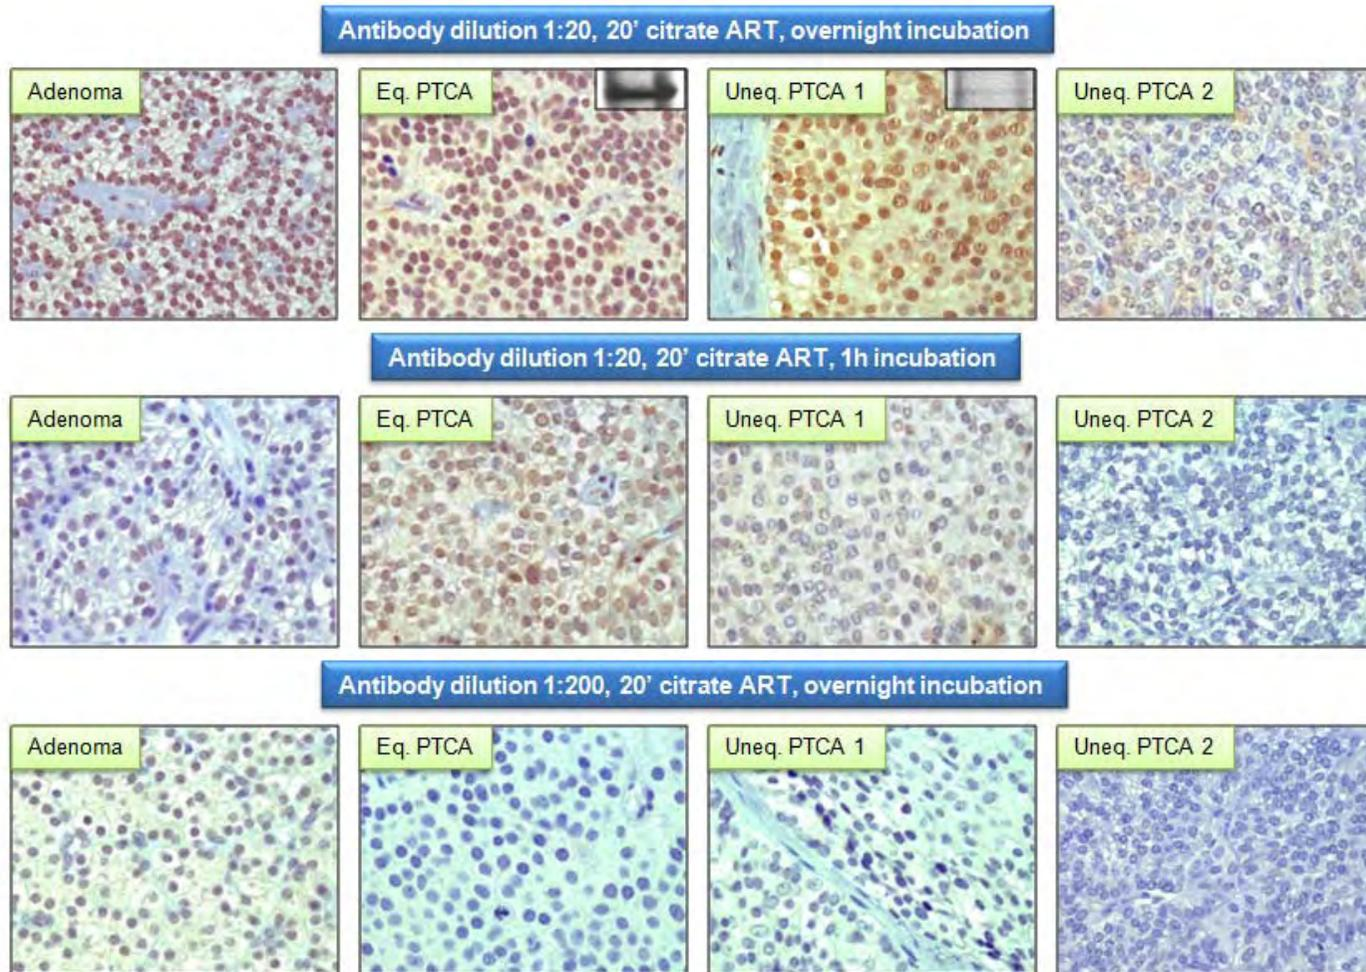 Antibody dilution 1:20, 20’ citrate ART, overnight incubation
Adenoma
Eq. PTCA
Uneq. PTCA 1
Uneq. PTCA 2
Antibody dilution 1:20, 20’ citrate ART, 1h incubation
Adenoma
Eq. PTCA
Uneq. PTCA 1
Uneq. PTCA 2
Antibody dilution 1:200, 20’ citrate ART, overnight incubation
Adenoma
Eq. PTCA
Uneq. PTCA 1
Uneq. PTCA 2